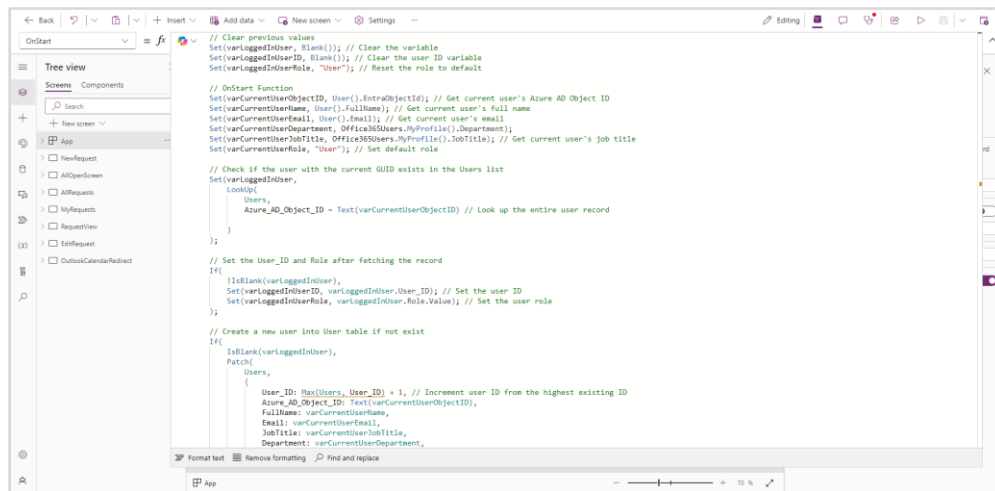 Back
Insert
Add data
New screen
Settings
Editing
OnStart
= fx
Tree view
Screens Components
Search
New screen
App
NewRequest
AllOpenScreen
AllRequests
MyRequests
RequestView
EditRequest
OutlookCalendarRedirect
// Clear previous values
Set(varLoggedInUser, Blank()); // Clear the variable
Set(varLoggedInUserID, Blank()); // Clear the user ID variable
Set(varLoggedInUserRole, "User"); // Reset the role to default
// OnStart Function
Set(varCurrentUserObjectID, User().EntraObjectId); // Get current user's Azure AD Object ID
Set(varCurrentUserName, User().FullName); // Get current user's full name
Set(varCurrentUserEmail, User().Email); // Get current user's email
Set(varCurrentUserDepartment, Office365Users.MyProfile().Department);
Set(varCurrentUserJobTitle, Office365Users.MyProfile().JobTitle); // Get current user's job title
Set(varCurrentUserRole, "User"); // Set default role
// Check if the user with the current GUID exists in the Users list
Set(varLoggedInUser,
LookUp(
Users,
Azure_AD_Object_ID = Text(varCurrentUserObjectID) // Look up the entire user record
)
);
// Set the User_ID and Role after fetching the record
If(
!IsBlank(varLoggedInUser),
Set(varLoggedInUserID, varLoggedInUser.User_ID); // Set the user ID
Set(varLoggedInUserRole, varLoggedInUser.Role.Value); // Set the user role
);
// Create a new user into User table if not exist
If(
IsBlank(varLoggedInUser),
Patch(
Users,
{
User_ID: Max(Users, User_ID) + 1, // Increment user ID from the highest existing ID
Azure_AD_Object_ID: Text(varCurrentUserObjectID),
FullName: varCurrentUserName,
Email: varCurrentUserEmail,
JobTitle: varCurrentUserJobTitle,
Department: varCurrentUserDepartment,
Format text Remove formatting Find and replace
App
70 %